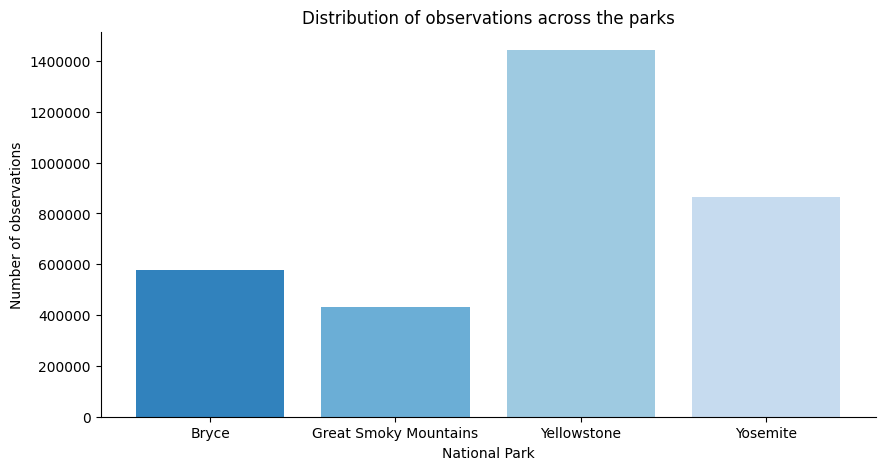 Distribution of observations across the parks
Number of observations
1400000
1200000
1000000
800000
600000
400000
200000
0
Bryce
Great Smoky Mountains
Yellowstone
Yosemite
National Park